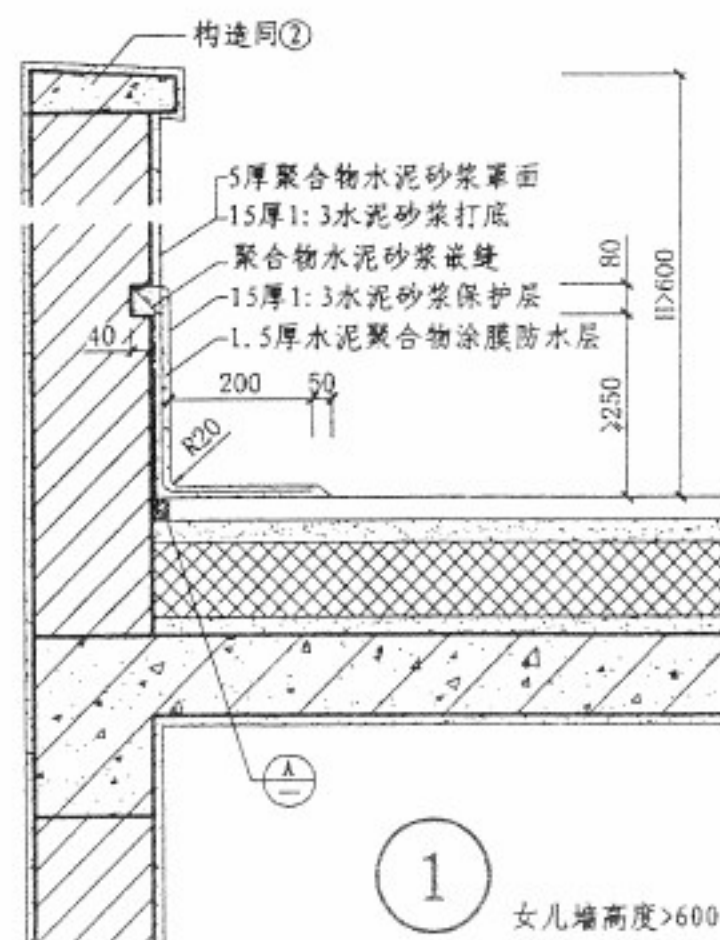 构造同②
5厚聚合物水泥砂浆罩面
15厚1:3水泥砂浆打底
聚合物水泥砂浆嵌缝
15厚1:3水泥砂浆保护层
1.5厚水泥聚合物涂膜防水层
40
200
50
R20
80
≥250
H>600
A
—
1
女儿墙高度>600